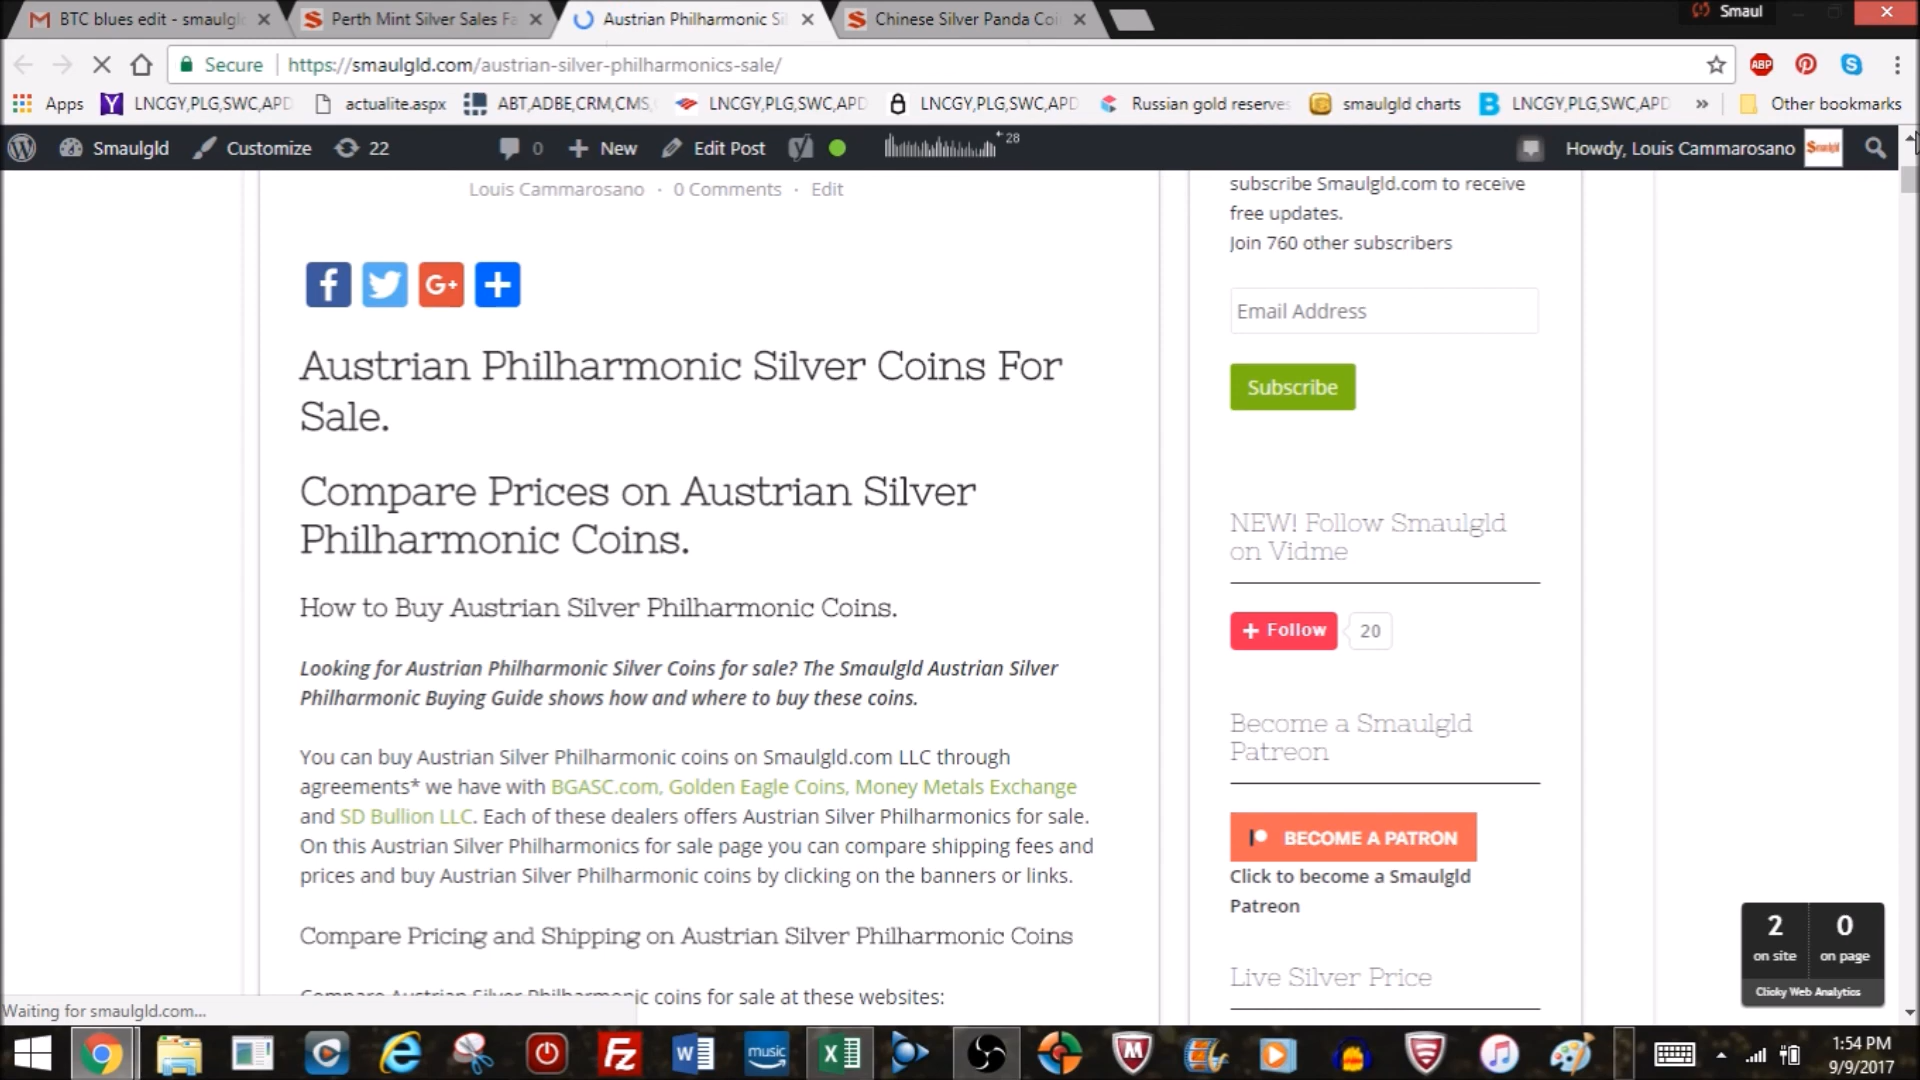 BTC blues edit - smaulgl
Perth Mint Silver Sales Fa
Austrian Philharmonic Sil
Chinese Silver Panda Coi
Smaul
Secure
https://smaulgld.com/austrian-silver-philharmonics-sale/
ABP
Apps
LNCGY,PLG,SWC,APD
actualite.aspx
ABT,ADBE,CRM,CMS,
LNCGY,PLG,SWC,APD
LNCGY,PLG,SWC,APD
Russian gold reserves
smaulgld charts
LNCGY,PLG,SWC,APD
»
Other bookmarks
Smaulgld
Customize
22
0
New
Edit Post
28
Howdy, Louis Cammarosano
Smaulgld
Louis Cammarosano · 0 Comments · Edit
G+
Austrian Philharmonic Silver Coins For
Sale.
Compare Prices on Austrian Silver
Philharmonic Coins.
How to Buy Austrian Silver Philharmonic Coins.
Looking for Austrian Philharmonic Silver Coins for sale? The Smaulgld Austrian Silver
Philharmonic Buying Guide shows how and where to buy these coins.
You can buy Austrian Silver Philharmonic coins on Smaulgld.com LLC through
agreements* we have with BGASC.com, Golden Eagle Coins, Money Metals Exchange
and SD Bullion LLC. Each of these dealers offers Austrian Silver Philharmonics for sale.
On this Austrian Silver Philharmonics for sale page you can compare shipping fees and
prices and buy Austrian Silver Philharmonic coins by clicking on the banners or links.
Compare Pricing and Shipping on Austrian Silver Philharmonic Coins
Compare Austrian Silver Philharmonic coins for sale at these websites:
subscribe Smaulgld.com to receive
free updates.
Join 760 other subscribers
Email Address
Subscribe
NEW! Follow Smaulgld
on Vidme
+ Follow
20
Become a Smaulgld
Patreon
BECOME A PATRON
Click to become a Smaulgld
Patreon
Live Silver Price
2
on site
0
on page
Clicky Web Analytics
Waiting for smaulgld.com...
music
1:54 PM
9/9/2017